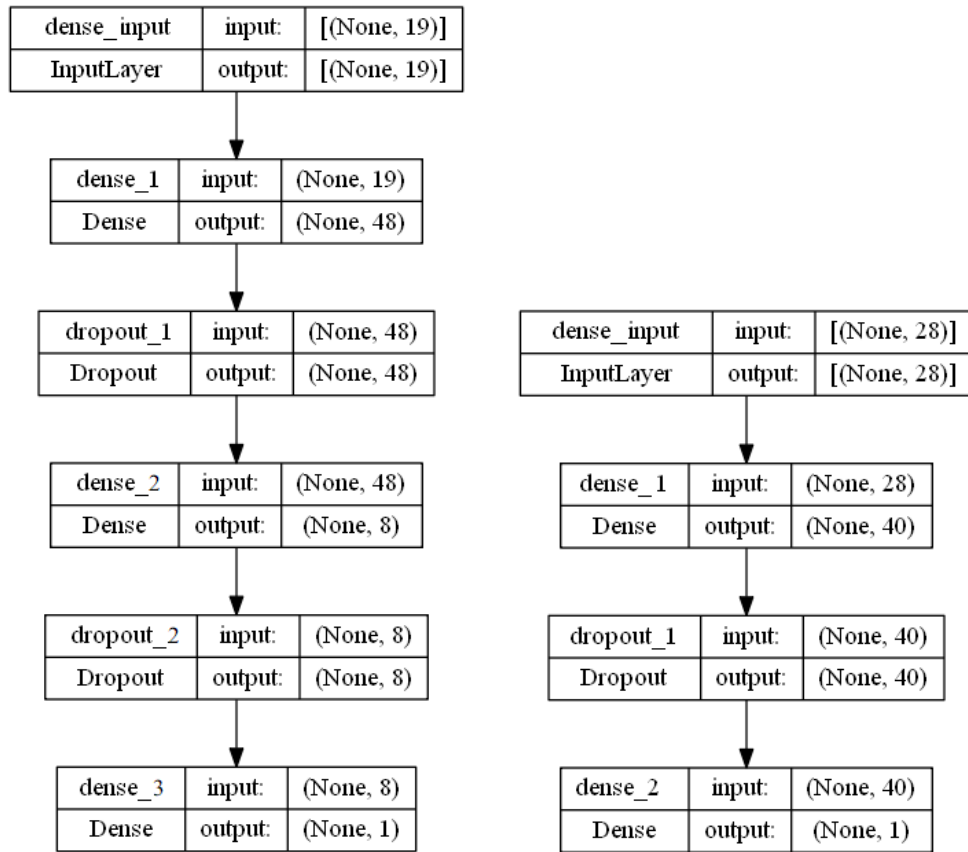 dense_input input: [(None, 19)]
InputLayer output: [(None, 19)]
dense_1 input: (None, 19)
Dense output: (None, 48)
dropout_1 input: (None, 48)
Dropout output: (None, 48)
dense_2 input: (None, 48)
Dense output: (None, 8)
dropout_2 input: (None, 8)
Dropout output: (None, 8)
dense_3 input: (None, 8)
Dense output: (None, 1)
dense_input input: [(None, 28)]
InputLayer output: [(None, 28)]
dense_1 input: (None, 28)
Dense output: (None, 40)
dropout_1 input: (None, 40)
Dropout output: (None, 40)
dense_2 input: (None, 40)
Dense output: (None, 1)